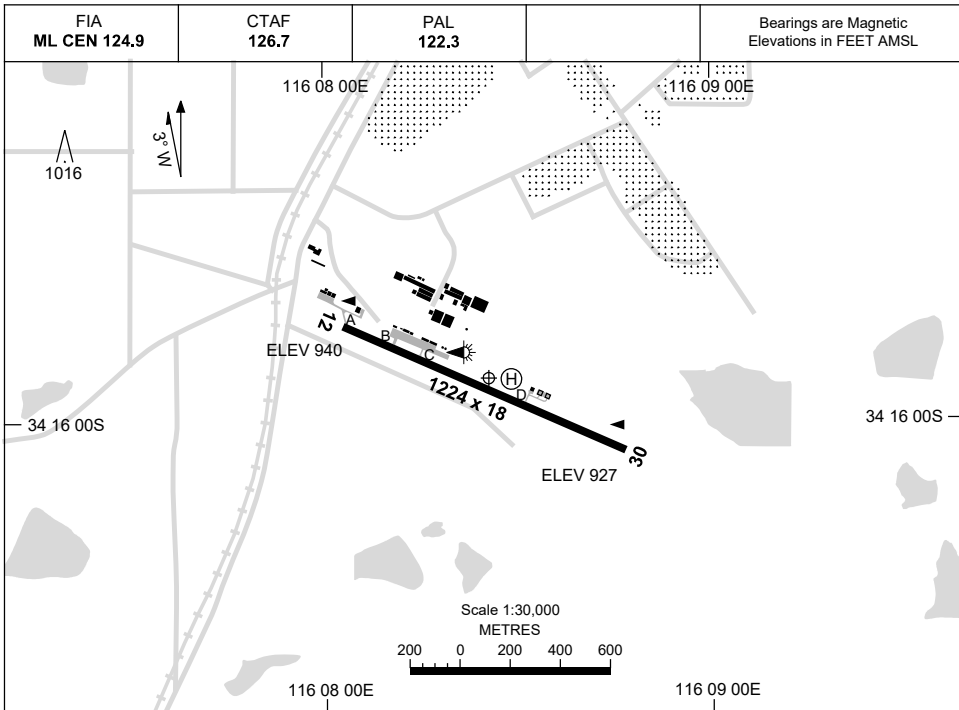 FIA
ML CEN 124.9
CTAF
126.7
PAL
122.3
Bearings are Magnetic
Elevations in FEET AMSL
116 08 00E
116 09 00E
3° W
1016
12
A
B
C
ELEV 940
H
D
1224 x 18
34 16 00S
34 16 00S
30
ELEV 927
Scale 1:30,000
METRES
200 0 200 400 600
116 08 00E
116 09 00E